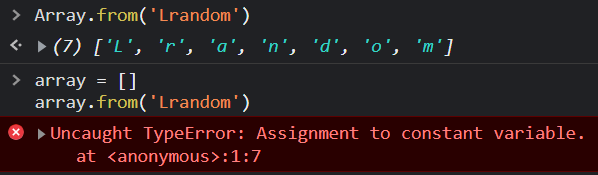 > Array.from('Lrandom')
<· ▶ (7) ['L', 'r', 'a', 'n', 'd', 'o', 'm']
> array = []
array.from('Lrandom')
▶ Uncaught TypeError: Assignment to constant variable.
at <anonymous>:1:7